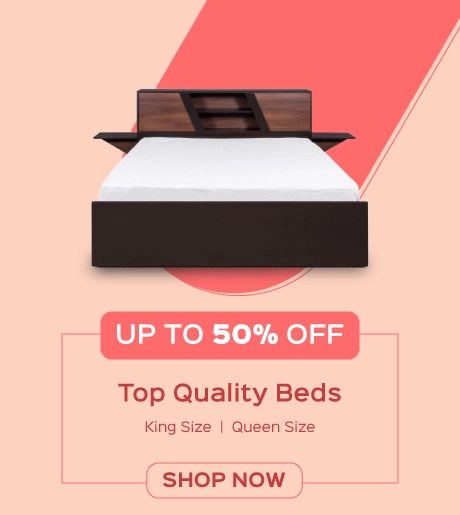 UP TO 50% OFF
Top Quality Beds
King Size | Queen Size
SHOP NOW